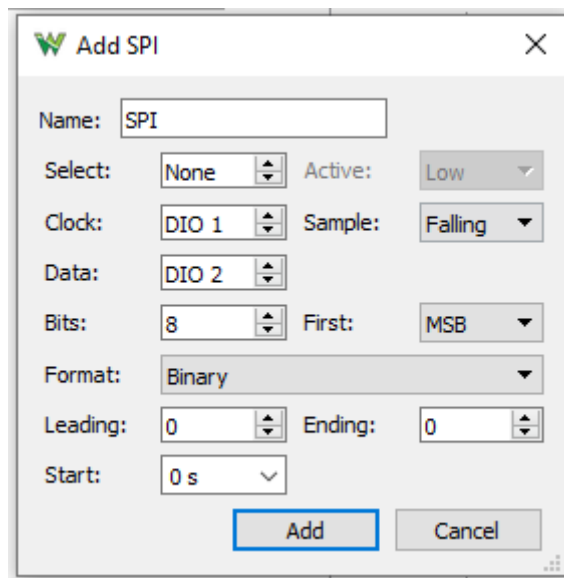 Add SPI
Name: SPI
Select: None Active: Low
Clock: DIO 1 Sample: Falling
Data: DIO 2
Bits: 8 First: MSB
Format: Binary
Leading: 0 Ending: 0
Start: 0 s
Add Cancel